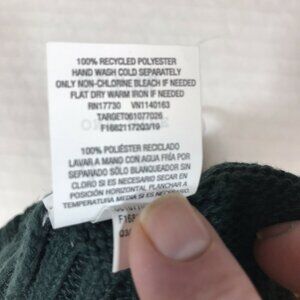 100% RECYCLED POLYESTER
HAND WASH COLD SEPARATELY
ONLY NON-CHLORINE BLEACH IF NEEDED
FLAT DRY WARM IRON IF NEEDED
RN17730 VN1140163
TARGET061077026
F1662117203/19
100% POLIÉSTER RECICLADO
LAVAR A MANO CON AGUA FRÍA POR
SEPARADO SÓLO BLANQUEADOR SIN
CLORO SI ES NECESARIO SECAR EN
POSICIÓN HORIZONTAL PLANCHAR A
TEMPERATURA MEDIA SI ES NECESARIO